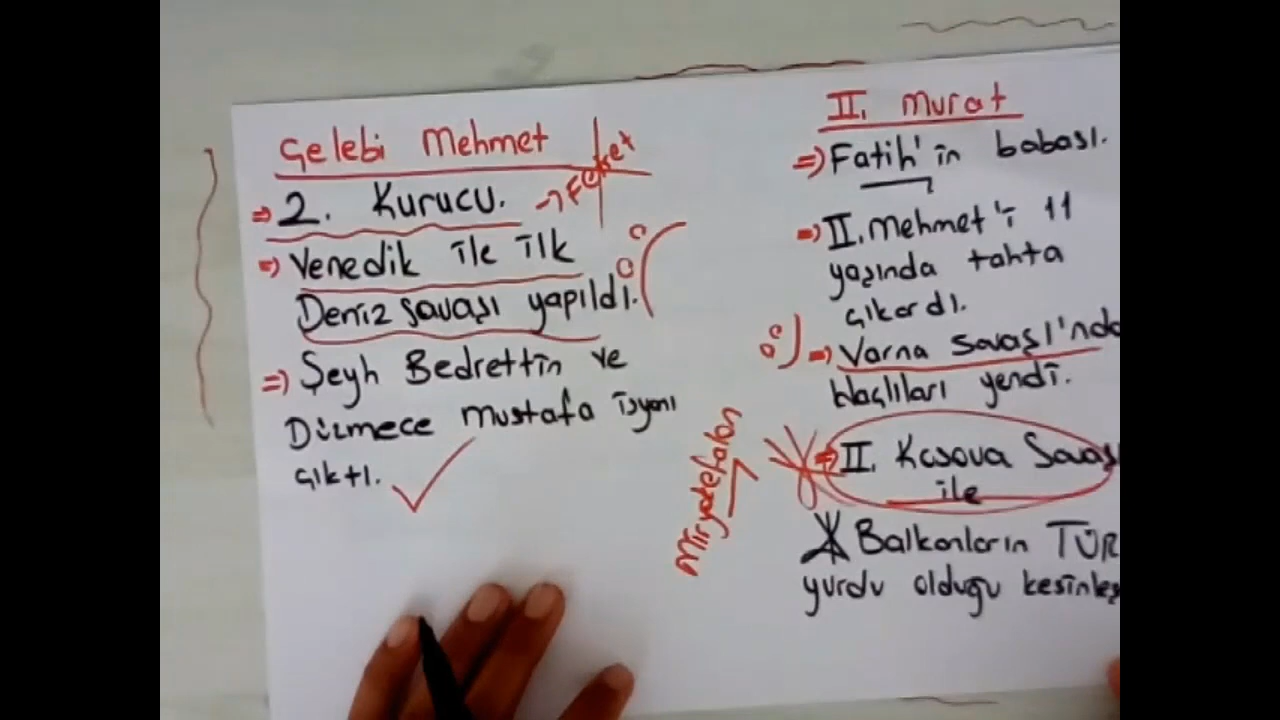 Çelebi Mehmet
⇒ 2. Kurucu. → Fetret
⇒ Venedik ile ilk
Deniz savaşı yapıldı.
⇒ Şeyh Bedrettin ve
Düzmece mustafa isyanı
çıktı.
II. Murat
⇒ Fatih'in babası.
⇒ II. Mehmet'i 11
yaşında tahta
çıkardı.
⇒ Varna Savaşı'nda
Haçlıları yendi.
Miryokefalon
⇒ II. Kosova Savaş
ile
Balkanların TÜR
yurdu olduğu kesinleş